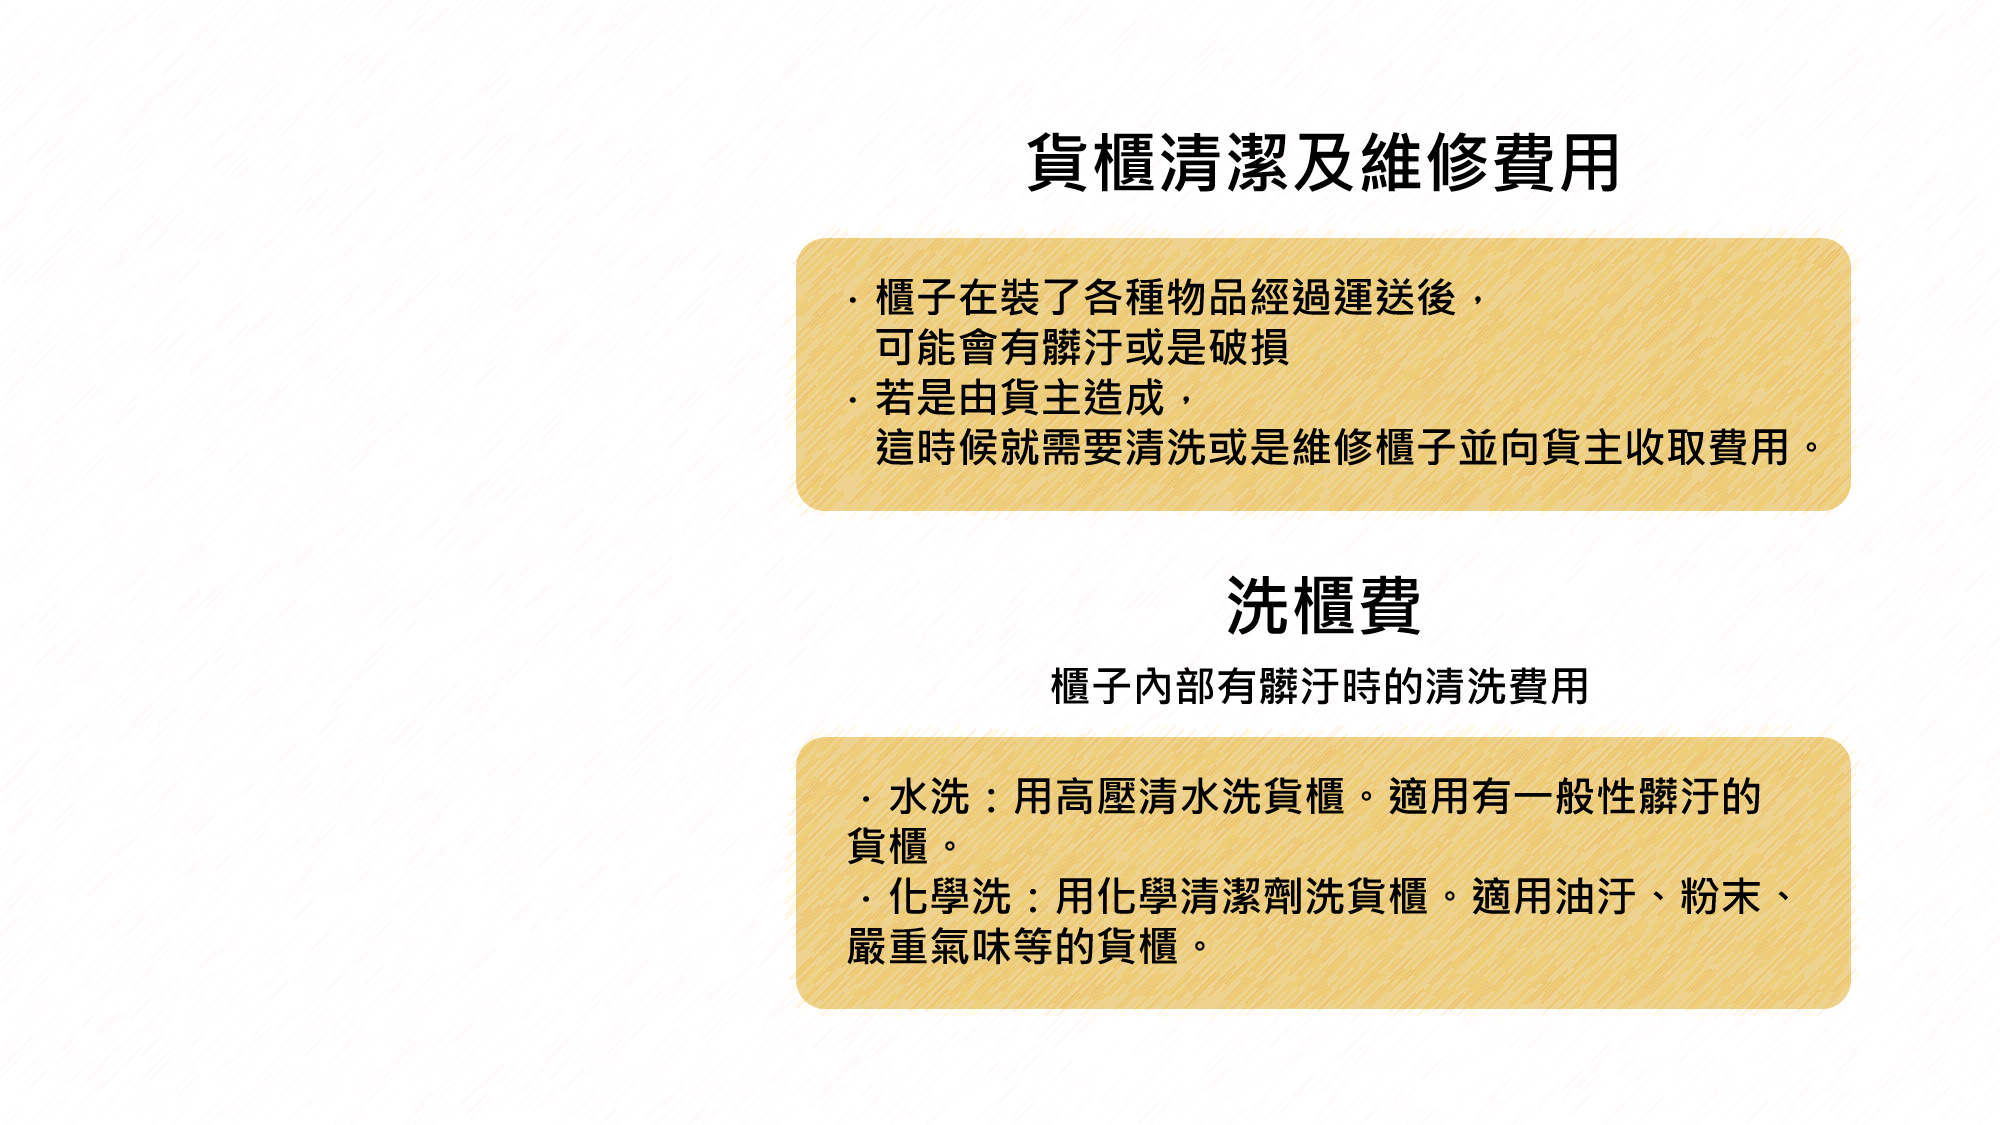 貨櫃清潔及維修費用
· 櫃子在裝了各種物品經過運送後，
可能會有髒汙或是破損
· 若是由貨主造成，
這時候就需要清洗或是維修櫃子並向貨主收取費用。
洗櫃費
櫃子內部有髒汙時的清洗費用
· 水洗：用高壓清水洗貨櫃。適用有一般性髒汙的
貨櫃。
· 化學洗：用化學清潔劑洗貨櫃。適用油汙、粉末、
嚴重氣味等的貨櫃。